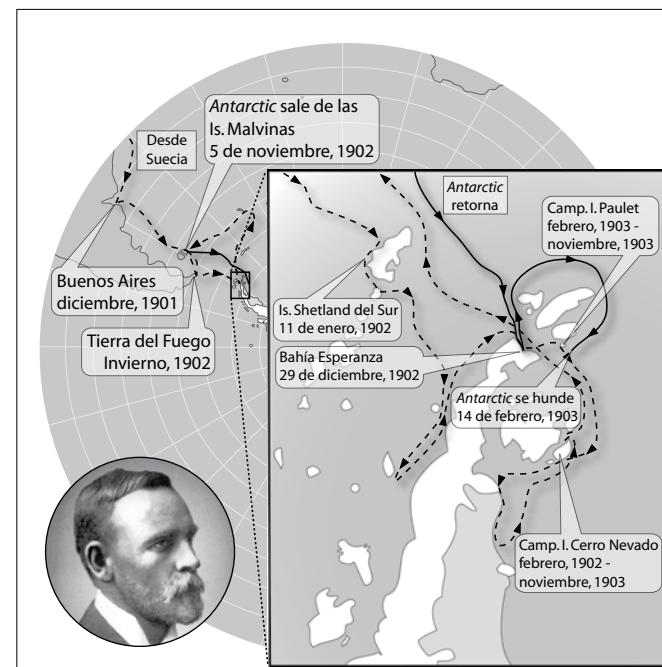 Antarctic sale de las
Is. Malvinas
5 de noviembre, 1902
Desde
Suecia
Buenos Aires
diciembre, 1901
Tierra del Fuego
Invierno, 1902
Antarctic
retorna
Camp. I. Paulet
febrero, 1903 -
noviembre, 1903
Is. Shetland del Sur
11 de enero, 1902
Bahía Esperanza
29 de diciembre, 1902
Antarctic se hunde
14 de febrero, 1903
Camp. I. Cerro Nevado
febrero, 1902 -
noviembre, 1903